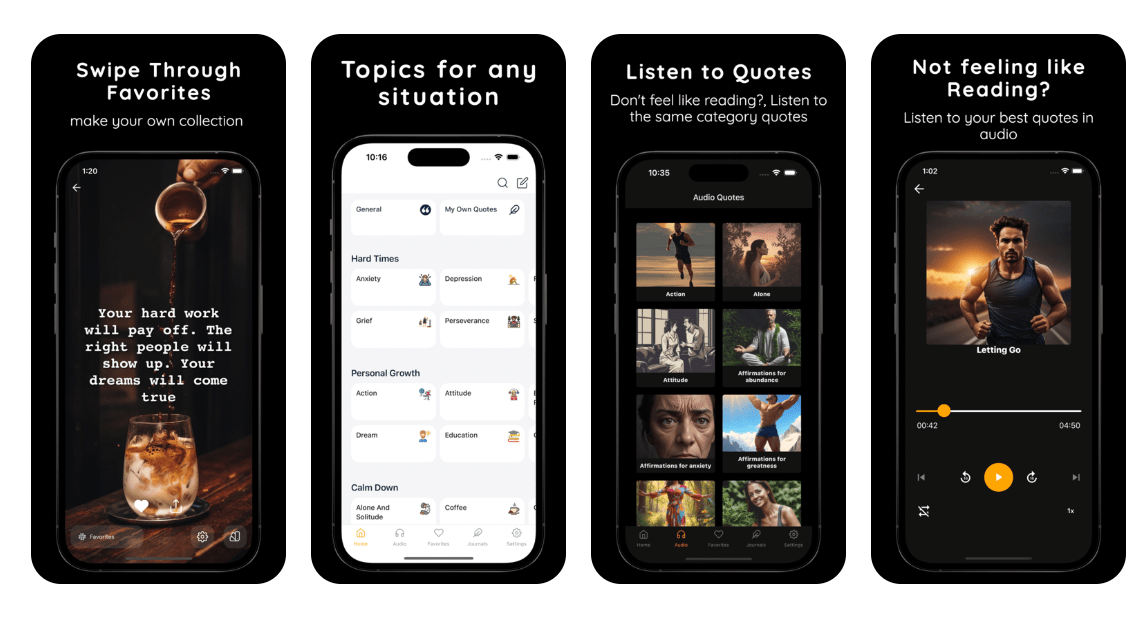 Swipe Through
Favorites
make your own collection
1:20
Your hard work
will pay off. The
right people will
show up. Your
dreams will come
true
Favorites
Topics for any
situation
10:16
General
My Own Quotes
Hard Times
Anxiety
Depression
Grief
Perseverance
Personal Growth
Action
Attitude
Dream
Education
Calm Down
Alone And
Solitude
Coffee
Home
Audio
Favorites
Journals
Settings
Listen to Quotes
Don't feel like reading?, Listen to
the same category quotes
10:35
Audio Quotes
Action
Alone
Attitude
Affirmations for
abundance
Affirmations for anxiety
Affirmations for
greatness
Home
Audio
Favorites
Journals
Settings
Not feeling like
Reading?
Listen to your best quotes in
audio
1:02
Letting Go
00:42
04:50
1x